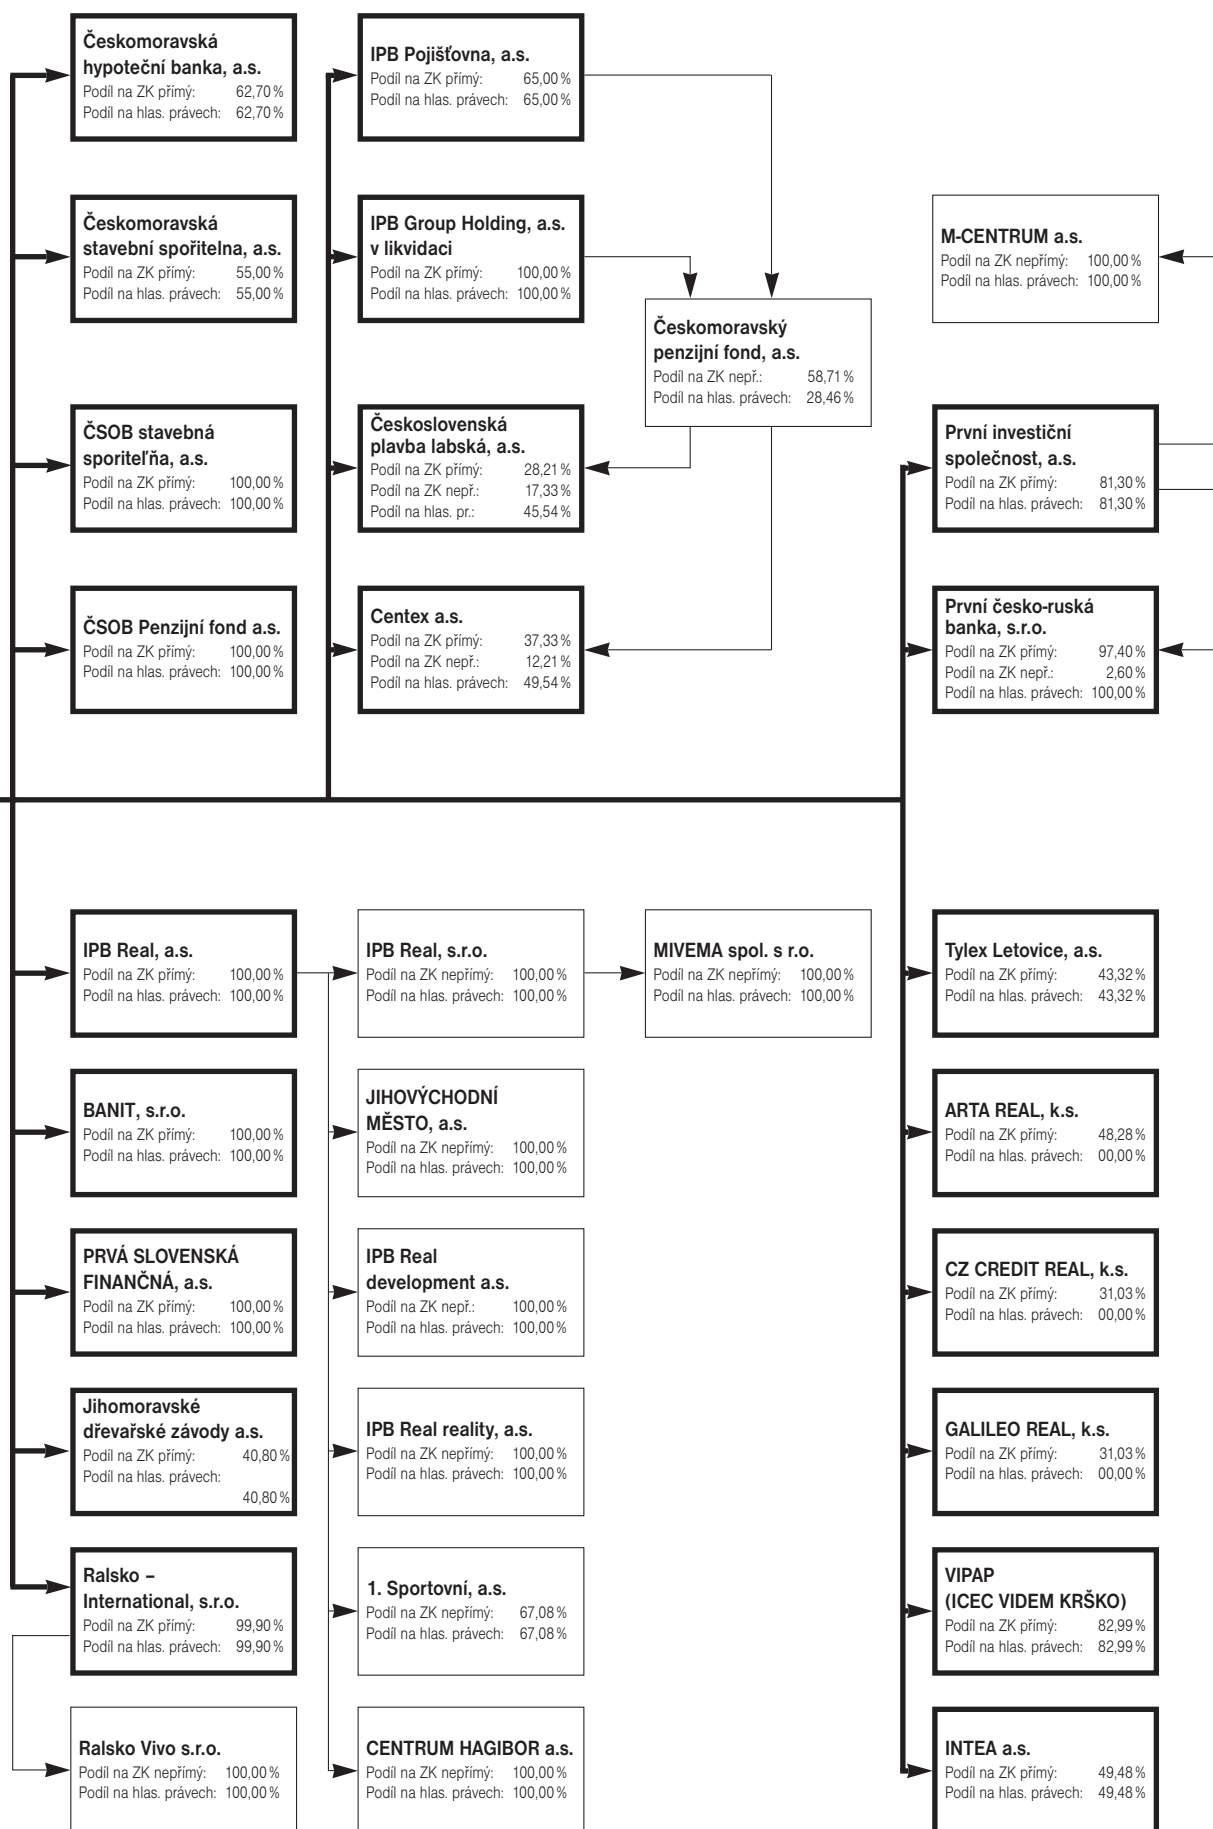 Českomoravská
hypoteční banka, a.s.
Podíl na ZK přímý: 62,70 %
Podíl na hlas. právech: 62,70 %
IPB Pojišťovna, a.s.
Podíl na ZK přímý: 65,00 %
Podíl na hlas. právech: 65,00 %
Českomoravská
stavební spořitelna, a.s.
Podíl na ZK přímý: 55,00 %
Podíl na hlas. právech: 55,00 %
IPB Group Holding, a.s.
v likvidaci
Podíl na ZK přímý: 100,00 %
Podíl na hlas. právech: 100,00 %
M-CENTRUM a.s.
Podíl na ZK nepřímý: 100,00 %
Podíl na hlas. právech: 100,00 %
Českomoravský
penzijní fond, a.s.
Podíl na ZK nepř.: 58,71 %
Podíl na hlas. právech: 28,46 %
ČSOB stavebná
sporiteľňa, a.s.
Podíl na ZK přímý: 100,00 %
Podíl na hlas. právech: 100,00 %
Československá
plavba labská, a.s.
Podíl na ZK přímý: 28,21 %
Podíl na ZK nepř.: 17,33 %
Podíl na hlas. pr.: 45,54 %
První investiční
společnost, a.s.
Podíl na ZK přímý: 81,30 %
Podíl na hlas. právech: 81,30 %
ČSOB Penzijní fond a.s.
Podíl na ZK přímý: 100,00 %
Podíl na hlas. právech: 100,00 %
Centex a.s.
Podíl na ZK přímý: 37,33 %
Podíl na ZK nepř.: 12,21 %
Podíl na hlas. právech: 49,54 %
První česko-ruská
banka, s.r.o.
Podíl na ZK přímý: 97,40 %
Podíl na ZK nepř.: 2,60 %
Podíl na hlas. právech: 100,00 %
IPB Real, a.s.
Podíl na ZK přímý: 100,00 %
Podíl na hlas. právech: 100,00 %
IPB Real, s.r.o.
Podíl na ZK nepřímý: 100,00 %
Podíl na hlas. právech: 100,00 %
MIVEMA spol. s r.o.
Podíl na ZK nepřímý: 100,00 %
Podíl na hlas. právech: 100,00 %
Tylex Letovice, a.s.
Podíl na ZK přímý: 43,32 %
Podíl na hlas. právech: 43,32 %
BANIT, s.r.o.
Podíl na ZK přímý: 100,00 %
Podíl na hlas. právech: 100,00 %
JIHOVÝCHODNÍ
MĚSTO, a.s.
Podíl na ZK nepřímý: 100,00 %
Podíl na hlas. právech: 100,00 %
ARTA REAL, k.s.
Podíl na ZK přímý: 48,28 %
Podíl na hlas. právech: 00,00 %
PRVÁ SLOVENSKÁ
FINANČNÁ, a.s.
Podíl na ZK přímý: 100,00 %
Podíl na hlas. právech: 100,00 %
IPB Real
development a.s.
Podíl na ZK nepř.: 100,00 %
Podíl na hlas. právech: 100,00 %
CZ CREDIT REAL, k.s.
Podíl na ZK přímý: 31,03 %
Podíl na hlas. právech: 00,00 %
Jihomoravské
dřevařské závody a.s.
Podíl na ZK přímý: 40,80 %
Podíl na hlas. právech:
40,80 %
IPB Real reality, a.s.
Podíl na ZK nepřímý: 100,00 %
Podíl na hlas. právech: 100,00 %
GALILEO REAL, k.s.
Podíl na ZK přímý: 31,03 %
Podíl na hlas. právech: 00,00 %
Ralsko –
International, s.r.o.
Podíl na ZK přímý: 99,90 %
Podíl na hlas. právech: 99,90 %
1. Sportovní, a.s.
Podíl na ZK nepřímý: 67,08 %
Podíl na hlas. právech: 67,08 %
VIPAP
(ICEC VIDEM KRŠKO)
Podíl na ZK přímý: 82,99 %
Podíl na hlas. právech: 82,99 %
Ralsko Vivo s.r.o.
Podíl na ZK nepřímý: 100,00 %
Podíl na hlas. právech: 100,00 %
CENTRUM HAGIBOR a.s.
Podíl na ZK nepřímý: 100,00 %
Podíl na hlas. právech: 100,00 %
INTEA a.s.
Podíl na ZK přímý: 49,48 %
Podíl na hlas. právech: 49,48 %